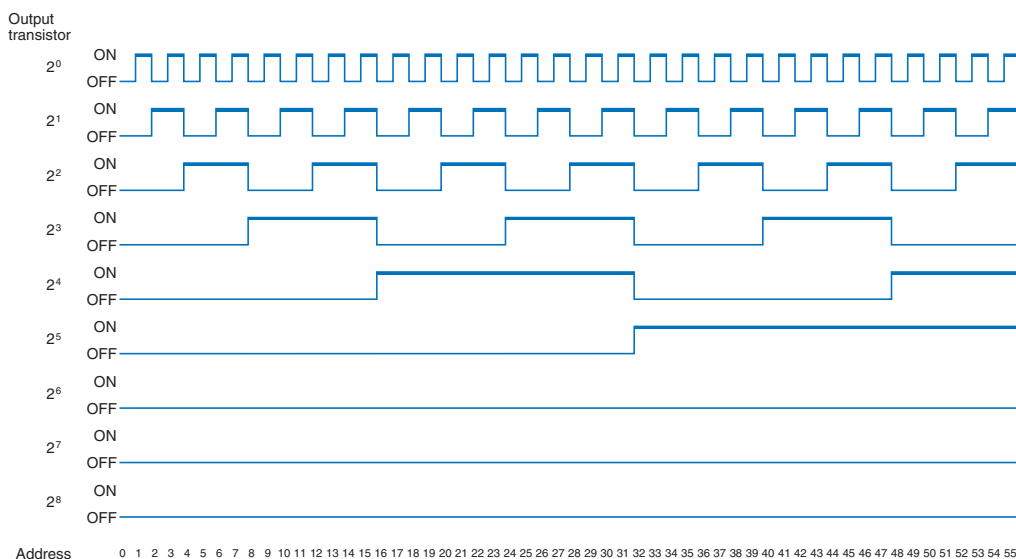 Output
transistor
ON
2⁰
OFF
ON
2¹
OFF
ON
2²
OFF
ON
2³
OFF
ON
2⁴
OFF
ON
2⁵
OFF
ON
2⁶
OFF
ON
2⁷
OFF
ON
2⁸
OFF
Address 0 1 2 3 4 5 6 7 8 9 10 11 12 13 14 15 16 17 18 19 20 21 22 23 24 25 26 27 28 29 30 31 32 33 34 35 36 37 38 39 40 41 42 43 44 45 46 47 48 49 50 51 52 53 54 55